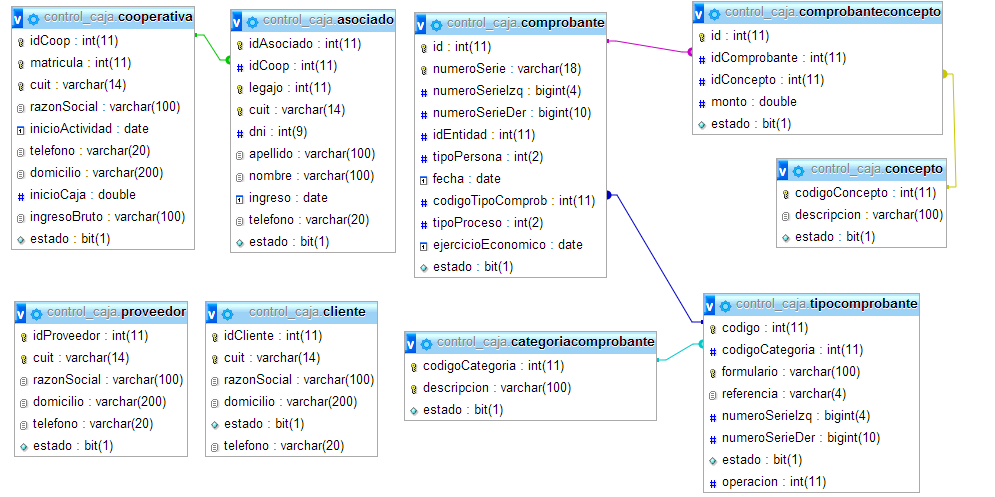 control_caja.cooperativa
idCoop : int(11)
matricula : int(11)
cuit : varchar(14)
razonSocial : varchar(100)
inicioActividad : date
telefono : varchar(20)
domicilio : varchar(200)
inicioCaja : double
ingresoBruto : varchar(100)
estado : bit(1)
control_caja.asociado
idAsociado : int(11)
idCoop : int(11)
legajo : int(11)
cuit : varchar(14)
dni : int(9)
apellido : varchar(100)
nombre : varchar(100)
ingreso : date
telefono : varchar(20)
estado : bit(1)
control_caja.comprobante
id : int(11)
numeroSerie : varchar(18)
numeroSerieIzq : bigint(4)
numeroSerieDer : bigint(10)
idEntidad : int(11)
tipoPersona : int(2)
fecha : date
codigoTipoComprob : int(11)
tipoProceso : int(2)
ejercicioEconomico : date
estado : bit(1)
control_caja.comprobanteconcepto
id : int(11)
idComprobante : int(11)
idConcepto : int(11)
monto : double
estado : bit(1)
control_caja.concepto
codigoConcepto : int(11)
descripcion : varchar(100)
estado : bit(1)
control_caja.proveedor
idProveedor : int(11)
cuit : varchar(14)
razonSocial : varchar(100)
domicilio : varchar(200)
telefono : varchar(20)
estado : bit(1)
control_caja.cliente
idCliente : int(11)
cuit : varchar(14)
razonSocial : varchar(100)
domicilio : varchar(200)
estado : bit(1)
telefono : varchar(20)
control_caja.categoriacomprobante
codigoCategoria : int(11)
descripcion : varchar(100)
estado : bit(1)
control_caja.tipocomprobante
codigo : int(11)
codigoCategoria : int(11)
formulario : varchar(100)
referencia : varchar(4)
numeroSerieIzq : bigint(4)
numeroSerieDer : bigint(10)
estado : bit(1)
operacion : int(11)